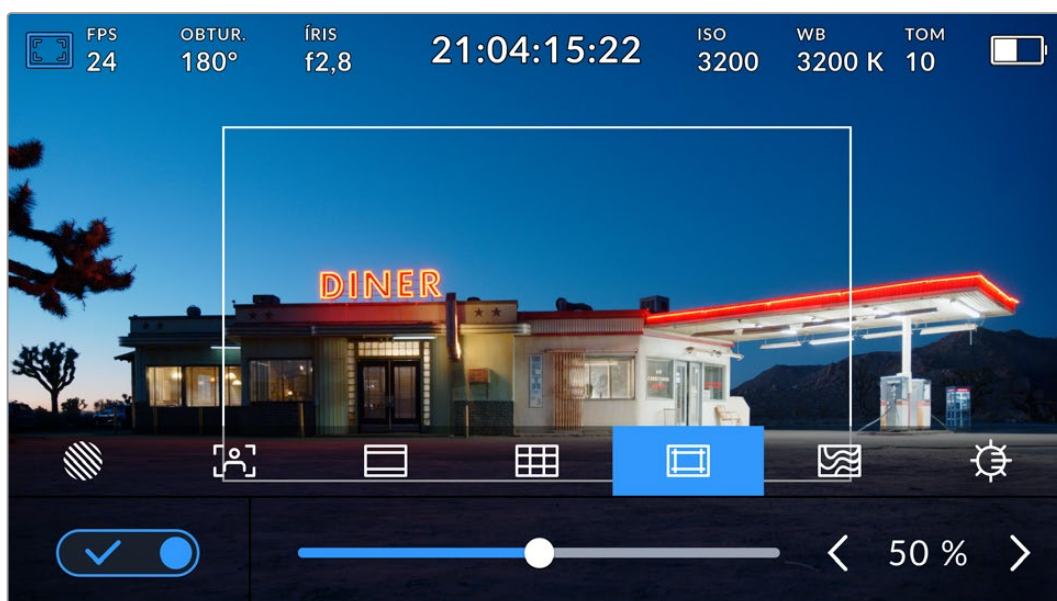 FPS
24
OBTUR.
180°
ÍRIS
f2,8
21:04:15:22
ISO
3200
WB
3200 K
TOM
10
DINER
50 %